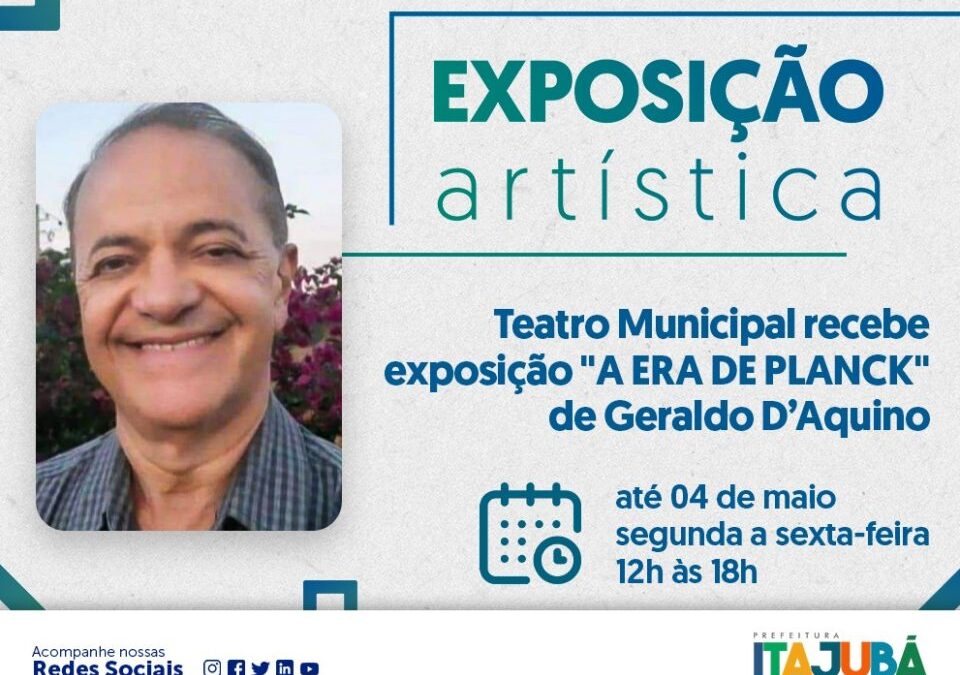 EXPOSIÇÃO
artística
Teatro Municipal recebe
exposição "A ERA DE PLANCK"
de Geraldo D’Aquino
até 04 de maio
segunda a sexta-feira
12h às 18h
Acompanhe nossas
Redes Sociais
PREFEITURA
ITAJUBÁ